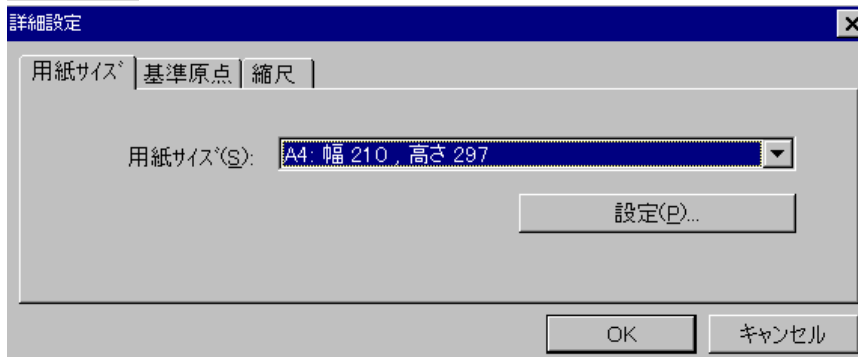 詳細設定
用紙サイズ 基準原点 縮尺
用紙サイズ(S): A4: 幅 210 , 高さ 297
設定(P)...
OK キャンセル